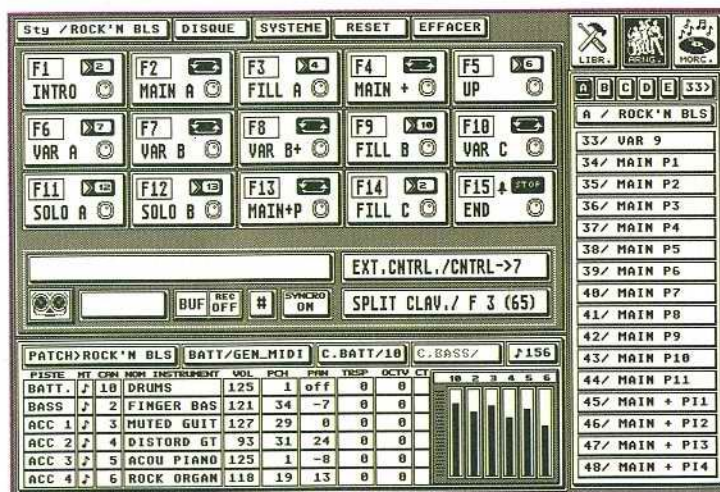 Sty /ROCK'N BLS DISQUE SYSTEME RESET EFFACER
LIBR. ARNG. MORC.
F1 2 F2 F3 4 F4 F5 6
INTRO MAIN A FILL A MAIN + UP
F6 7 F7 F8 F9 10 F10
VAR A VAR B VAR B+ FILL B VAR C
F11 12 F12 13 F13 F14 2 F15 STOP
SOLO A SOLO B MAIN+P FILL C END
EXT.CNTRL./CNTRL->7
BUF REC OFF # SYNCRO ON SPLIT CLAV./ F 3 (65)
PATCH>ROCK'N BLS BATT/GEN_MIDI C.BATT/10 C.BASS/ ♪156
PISTE MT CAN NOM INSTRUMENT VOL PCH PAN TRSP OCTV CT
BATT. ♪ 10 DRUMS 125 1 off 0 0
BASS ♪ 2 FINGER BAS 121 34 -7 0 0
ACC 1 ♪ 3 MUTED GUIT 127 29 0 0 0
ACC 2 ♪ 4 DISTORD GT 93 31 24 0 0
ACC 3 ♪ 5 ACOU PIANO 125 1 -8 0 0
ACC 4 ♪ 6 ROCK ORGAN 118 19 13 0 0
10 2 3 4 5 6
A B C D E 33>
A / ROCK'N BLS
33/ VAR 9
34/ MAIN P1
35/ MAIN P2
36/ MAIN P3
37/ MAIN P4
38/ MAIN P5
39/ MAIN P6
40/ MAIN P7
41/ MAIN P8
42/ MAIN P9
43/ MAIN P10
44/ MAIN P11
45/ MAIN + PI1
46/ MAIN + PI2
47/ MAIN + PI3
48/ MAIN + PI4